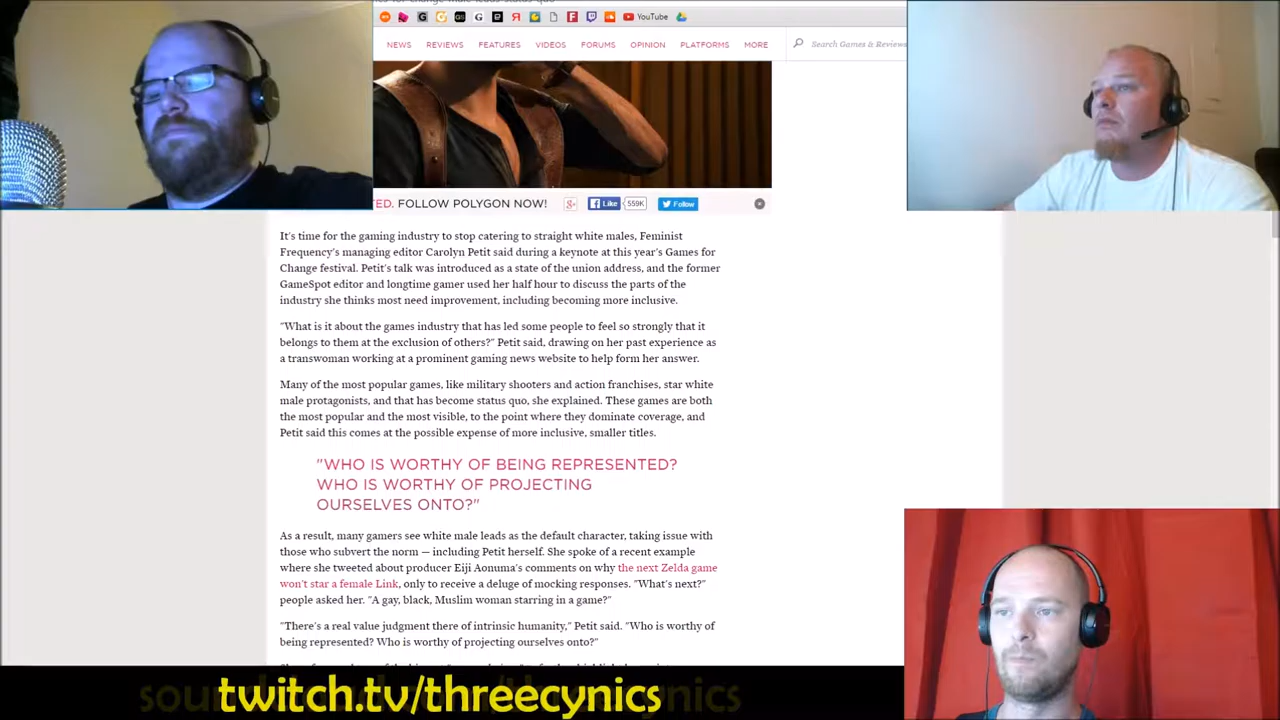 YouTube
NEWS REVIEWS FEATURES VIDEOS FORUMS OPINION PLATFORMS MORE Search Games & Reviews
FOLLOW POLYGON NOW! Like 559K Follow
It's time for the gaming industry to stop catering to straight white males, Feminist
Frequency's managing editor Carolyn Petit said during a keynote at this year's Games for
Change festival. Petit's talk was introduced as a state of the union address, and the former
GameSpot editor and longtime gamer used her half hour to discuss the parts of the
industry she thinks most need improvement, including becoming more inclusive.
"What is it about the games industry that has led some people to feel so strongly that it
belongs to them at the exclusion of others?" Petit said, drawing on her past experience as
a transwoman working at a prominent gaming news website to help form her answer.
Many of the most popular games, like military shooters and action franchises, star white
male protagonists, and that has become status quo, she explained. These games are both
the most popular and the most visible, to the point where they dominate coverage, and
Petit said this comes at the possible expense of more inclusive, smaller titles.
"WHO IS WORTHY OF BEING REPRESENTED?
WHO IS WORTHY OF PROJECTING
OURSELVES ONTO?"
As a result, many gamers see white male leads as the default character, taking issue with
those who subvert the norm — including Petit herself. She spoke of a recent example
where she tweeted about producer Eiji Aonuma's comments on why the next Zelda game
won't star a female Link, only to receive a deluge of mocking responses. "What's next?"
people asked her. "A gay, black, Muslim woman starring in a game?"
"There's a real value judgment there of intrinsic humanity," Petit said. "Who is worthy of
being represented? Who is worthy of projecting ourselves onto?"
twitch.tv/threecynics